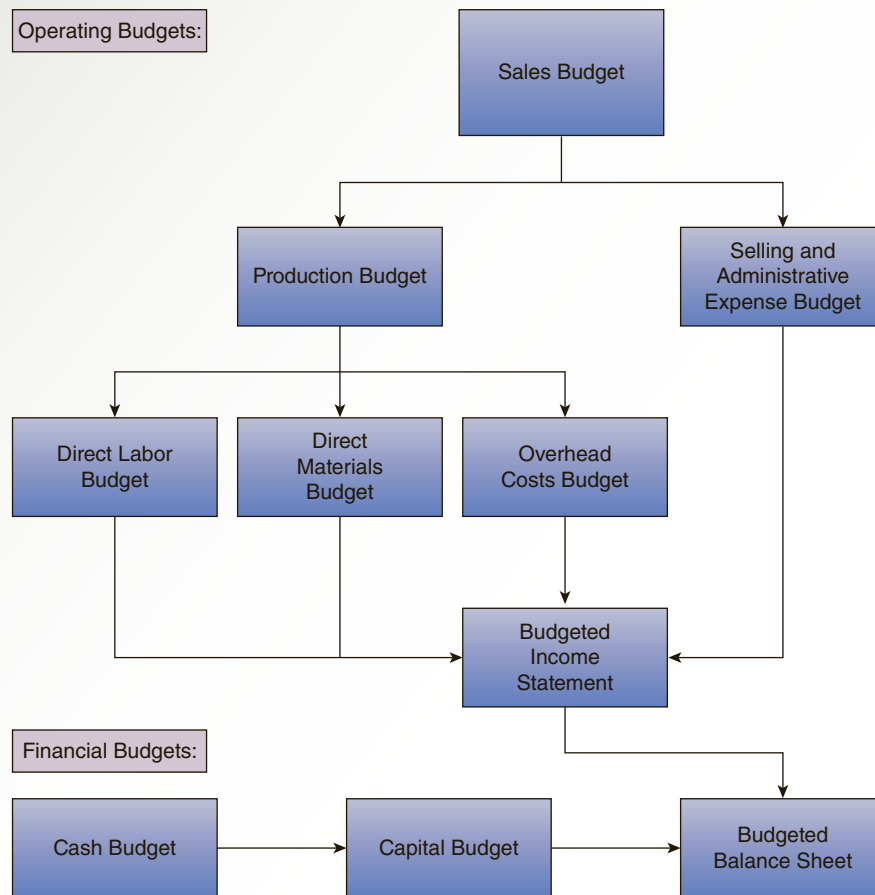 Operating Budgets:
Sales Budget
Production Budget
Selling and
Administrative
Expense Budget
Direct Labor
Budget
Direct
Materials
Budget
Overhead
Costs Budget
Budgeted
Income
Statement
Financial Budgets:
Cash Budget
Capital Budget
Budgeted
Balance Sheet